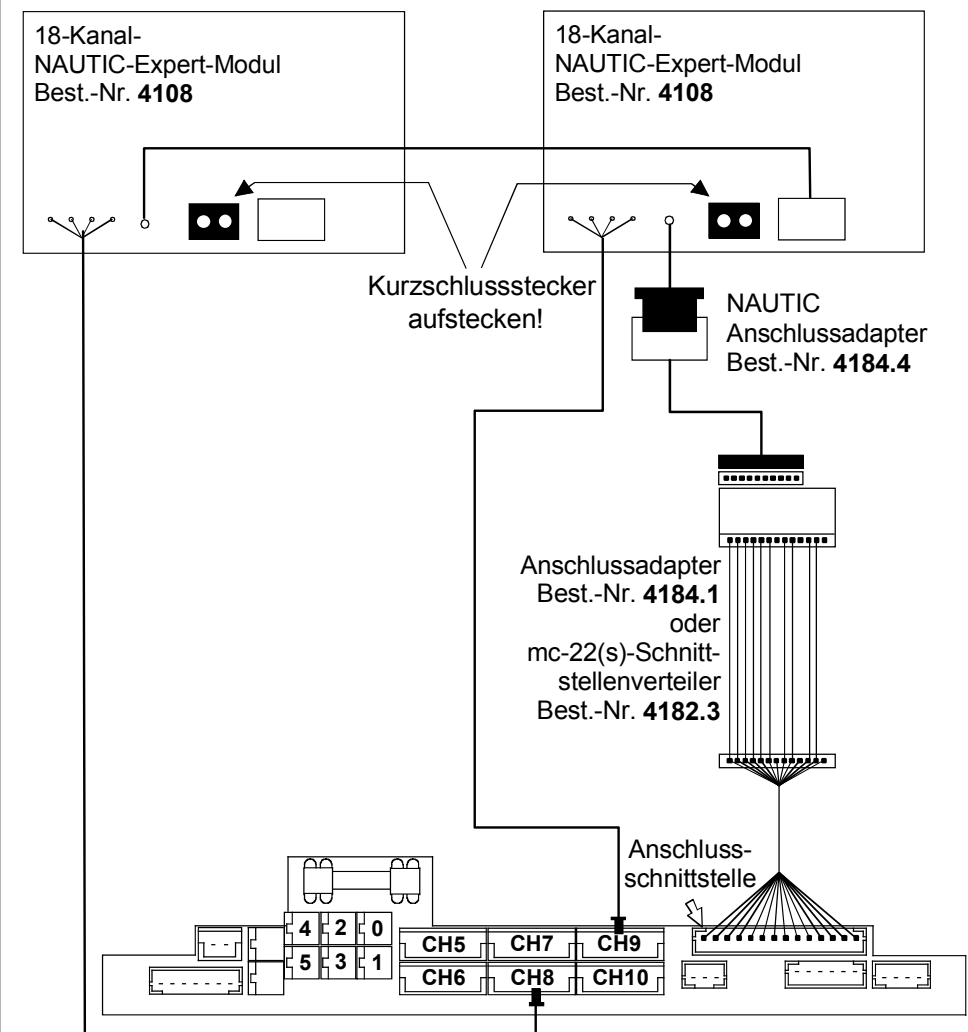 18-Kanal-
NAUTIC-Expert-Modul
Best.-Nr. 4108
18-Kanal-
NAUTIC-Expert-Modul
Best.-Nr. 4108
Kurzschlussstecker
aufstecken!
NAUTIC
Anschlussadapter
Best.-Nr. 4184.4
Anschlussadapter
Best.-Nr. 4184.1
oder
mc-22(s)-Schnitt-
stellenverteiler
Best.-Nr. 4182.3
Anschluss-
schnittstelle
4 2 0
5 3 1
CH5 CH7 CH9
CH6 CH8 CH10